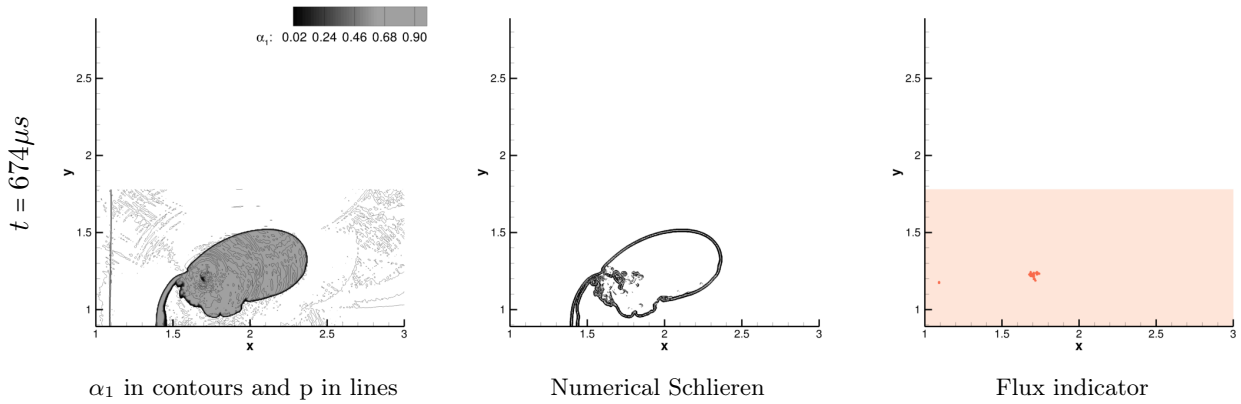 α₁: 0.02 0.24 0.46 0.68 0.90
t = 674μs
y
2.5
2
1.5
1
1 1.5 2 2.5 3
x
y
2.5
2
1.5
1
1 1.5 2 2.5 3
x
y
2.5
2
1.5
1
1 1.5 2 2.5 3
x
α₁ in contours and p in lines
Numerical Schlieren
Flux indicator